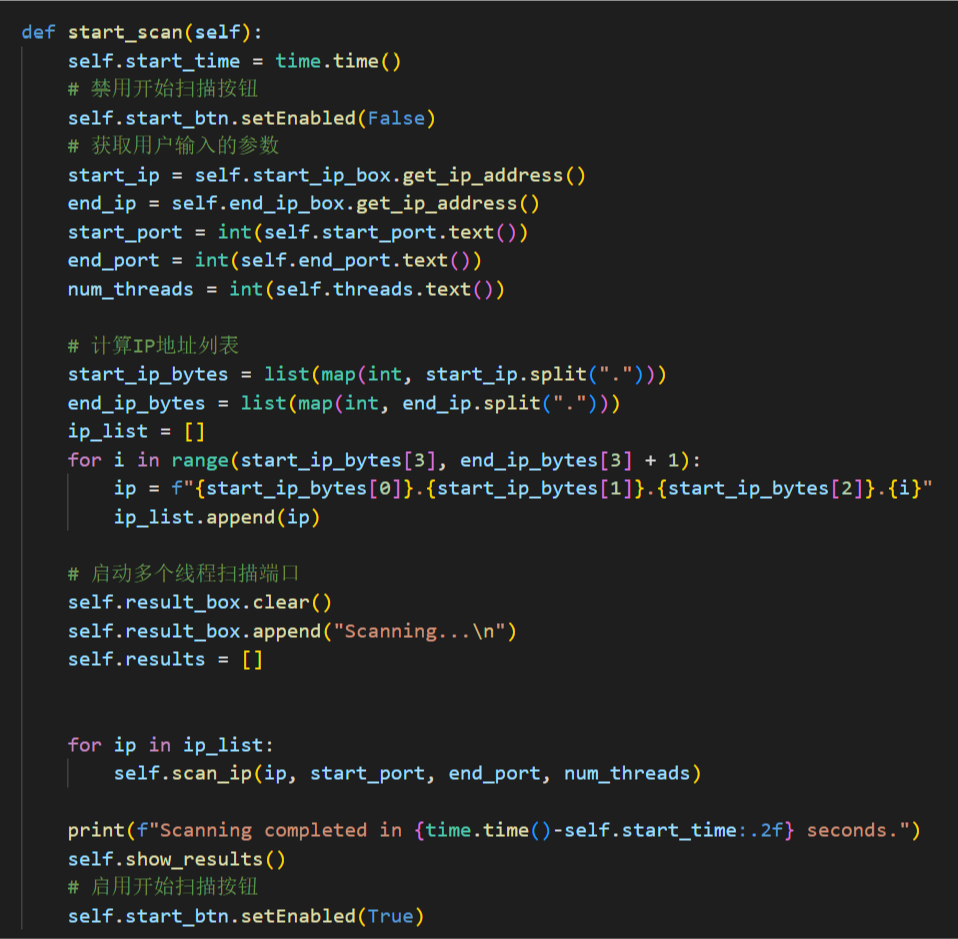 def start_scan(self):
    self.start_time = time.time()
    # 禁用开始扫描按钮
    self.start_btn.setEnabled(False)
    # 获取用户输入的参数
    start_ip = self.start_ip_box.get_ip_address()
    end_ip = self.end_ip_box.get_ip_address()
    start_port = int(self.start_port.text())
    end_port = int(self.end_port.text())
    num_threads = int(self.threads.text())

    # 计算IP地址列表
    start_ip_bytes = list(map(int, start_ip.split(".")))
    end_ip_bytes = list(map(int, end_ip.split(".")))
    ip_list = []
    for i in range(start_ip_bytes[3], end_ip_bytes[3] + 1):
        ip = f"{start_ip_bytes[0]}.{start_ip_bytes[1]}.{start_ip_bytes[2]}.{i}"
        ip_list.append(ip)

    # 启动多个线程扫描端口
    self.result_box.clear()
    self.result_box.append("Scanning...\n")
    self.results = []


    for ip in ip_list:
        self.scan_ip(ip, start_port, end_port, num_threads)

    print(f"Scanning completed in {time.time()-self.start_time:.2f} seconds.")
    self.show_results()
    # 启用开始扫描按钮
    self.start_btn.setEnabled(True)